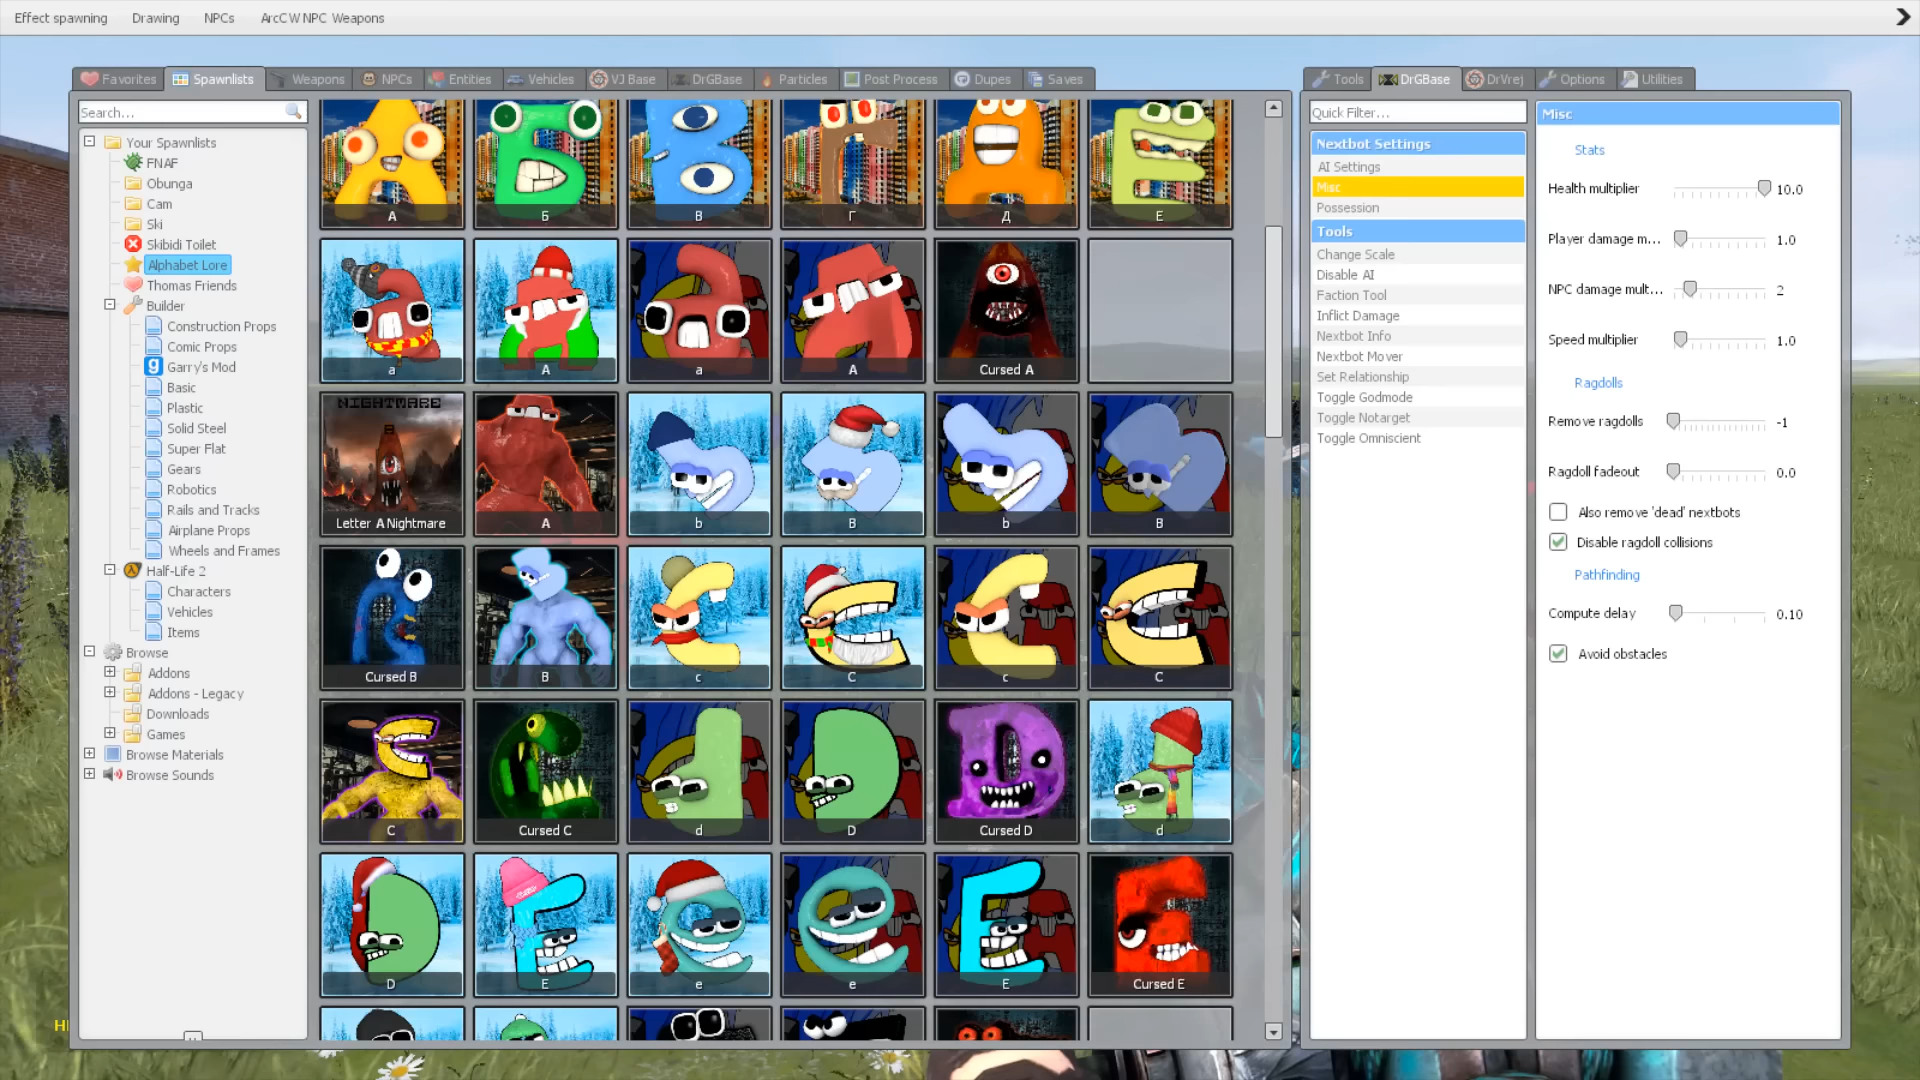 Effect spawning Drawing NPCs ArcCW NPC Weapons
Favorites Spawnlists Weapons NPCs Entities Vehicles VJ Base DrGBase Particles Post Process Dupes Saves
Tools DrGBase DrVrej Options Utilities
Search...
Your Spawnlists
FNAF
Obunga
Cam
Ski
Skibidi Toilet
Alphabet Lore
Thomas Friends
Builder
Construction Props
Comic Props
Garry's Mod
Basic
Plastic
Solid Steel
Super Flat
Gears
Robotics
Rails and Tracks
Airplane Props
Wheels and Frames
Half-Life 2
Characters
Vehicles
Items
Browse
Addons
Addons - Legacy
Downloads
Games
Browse Materials
Browse Sounds
А Б В Г Д Е
a A a A Cursed A
NIGHTMARE
Letter A Nightmare A b B b B
Cursed B B c C c C
C Cursed C d D Cursed D d
D E e e E Cursed E
Quick Filter...
Nextbot Settings
AI Settings
Misc
Possession
Tools
Change Scale
Disable AI
Faction Tool
Inflict Damage
Nextbot Info
Nextbot Mover
Set Relationship
Toggle Godmode
Toggle Notarget
Toggle Omniscient
Misc
Stats
Health multiplier 10.0
Player damage m... 1.0
NPC damage mult... 2
Speed multiplier 1.0
Ragdolls
Remove ragdolls -1
Ragdoll fadeout 0.0
Also remove 'dead' nextbots
Disable ragdoll collisions
Pathfinding
Compute delay 0.10
Avoid obstacles